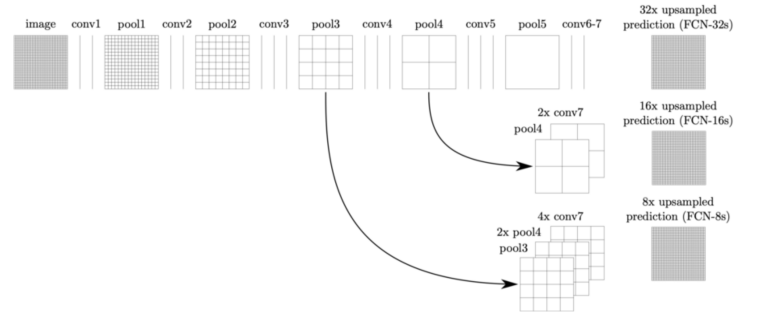 image conv1 pool1 conv2 pool2 conv3 pool3 conv4 pool4 conv5 pool5 conv6-7
32x upsampled
prediction (FCN-32s)
2x conv7
pool4
16x upsampled
prediction (FCN-16s)
4x conv7
2x pool4
pool3
8x upsampled
prediction (FCN-8s)